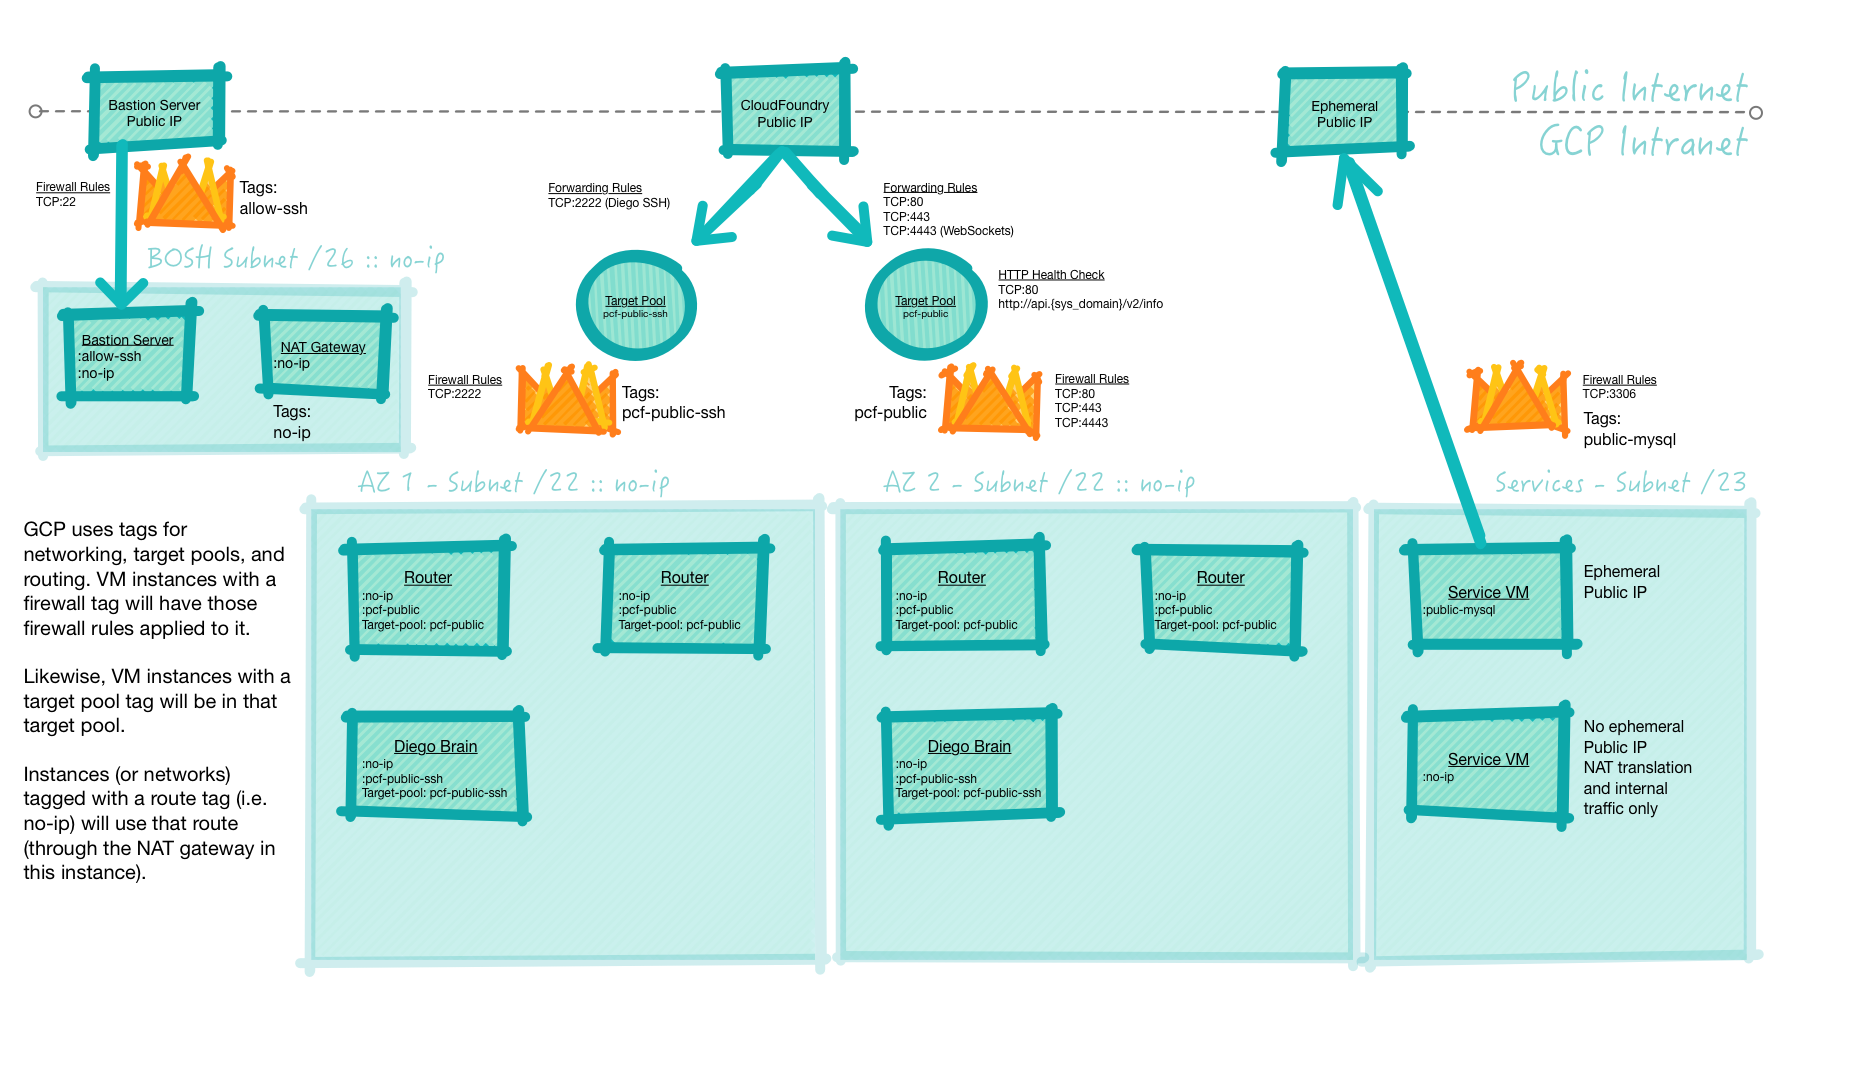 Public Internet
GCP Intranet
Bastion Server
Public IP
CloudFoundry
Public IP
Ephemeral
Public IP
Firewall Rules
TCP:22
Tags:
allow-ssh
Forwarding Rules
TCP:2222 (Diego SSH)
Forwarding Rules
TCP:80
TCP:443
TCP:4443 (WebSockets)
BOSH Subnet /26 :: no-ip
Bastion Server
:allow-ssh
:no-ip
NAT Gateway
:no-ip
Tags:
no-ip
Target Pool
pcf-public-ssh
Target Pool
pcf-public
HTTP Health Check
TCP:80
http://api.{sys_domain}/v2/info
Firewall Rules
TCP:2222
Tags:
pcf-public-ssh
Tags:
pcf-public
Firewall Rules
TCP:80
TCP:443
TCP:4443
Firewall Rules
TCP:3306
Tags:
public-mysql
AZ 1 - Subnet /22 :: no-ip
AZ 2 - Subnet /22 :: no-ip
Services - Subnet /23
GCP uses tags for
networking, target pools, and
routing. VM instances with a
firewall tag will have those
firewall rules applied to it.
Likewise, VM instances with a
target pool tag will be in that
target pool.
Instances (or networks)
tagged with a route tag (i.e.
no-ip) will use that route
(through the NAT gateway in
this instance).
Router
:no-ip
:pcf-public
Target-pool: pcf-public
Router
:no-ip
:pcf-public
Target-pool: pcf-public
Diego Brain
:no-ip
:pcf-public-ssh
Target-pool: pcf-public-ssh
Router
:no-ip
:pcf-public
Target-pool: pcf-public
Router
:no-ip
:pcf-public
Target-pool: pcf-public
Diego Brain
:no-ip
:pcf-public-ssh
Target-pool: pcf-public-ssh
Service VM
:public-mysql
Ephemeral
Public IP
Service VM
:no-ip
No ephemeral
Public IP
NAT translation
and internal
traffic only